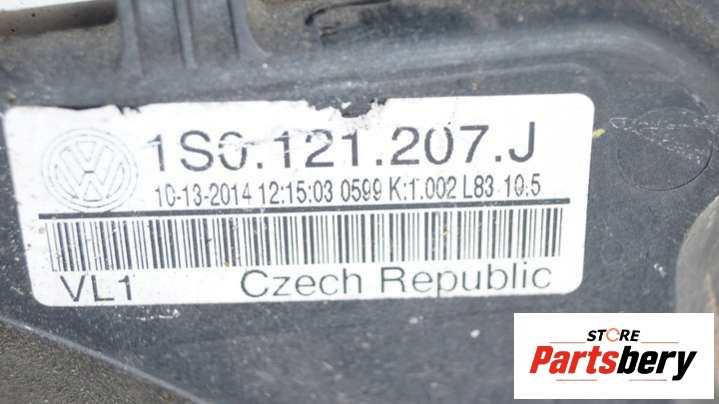 1S0.121.207.J
10-13-2014 12:15:03 0599 K:1.002 L83 10.5
VL1 Czech Republic
STORE
Partsbery